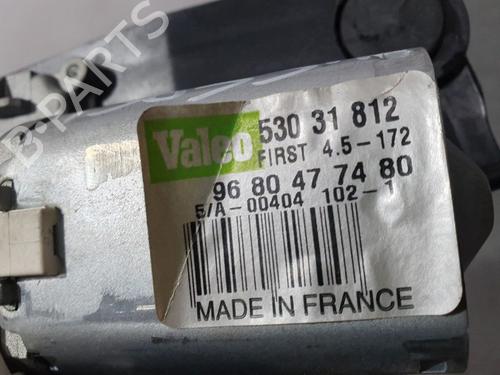 Valeo 530 31 812
FIRST 4.5-172
96 80 47 74 80
5/A-00404 102-1
MADE IN FRANCE
B-PARTS